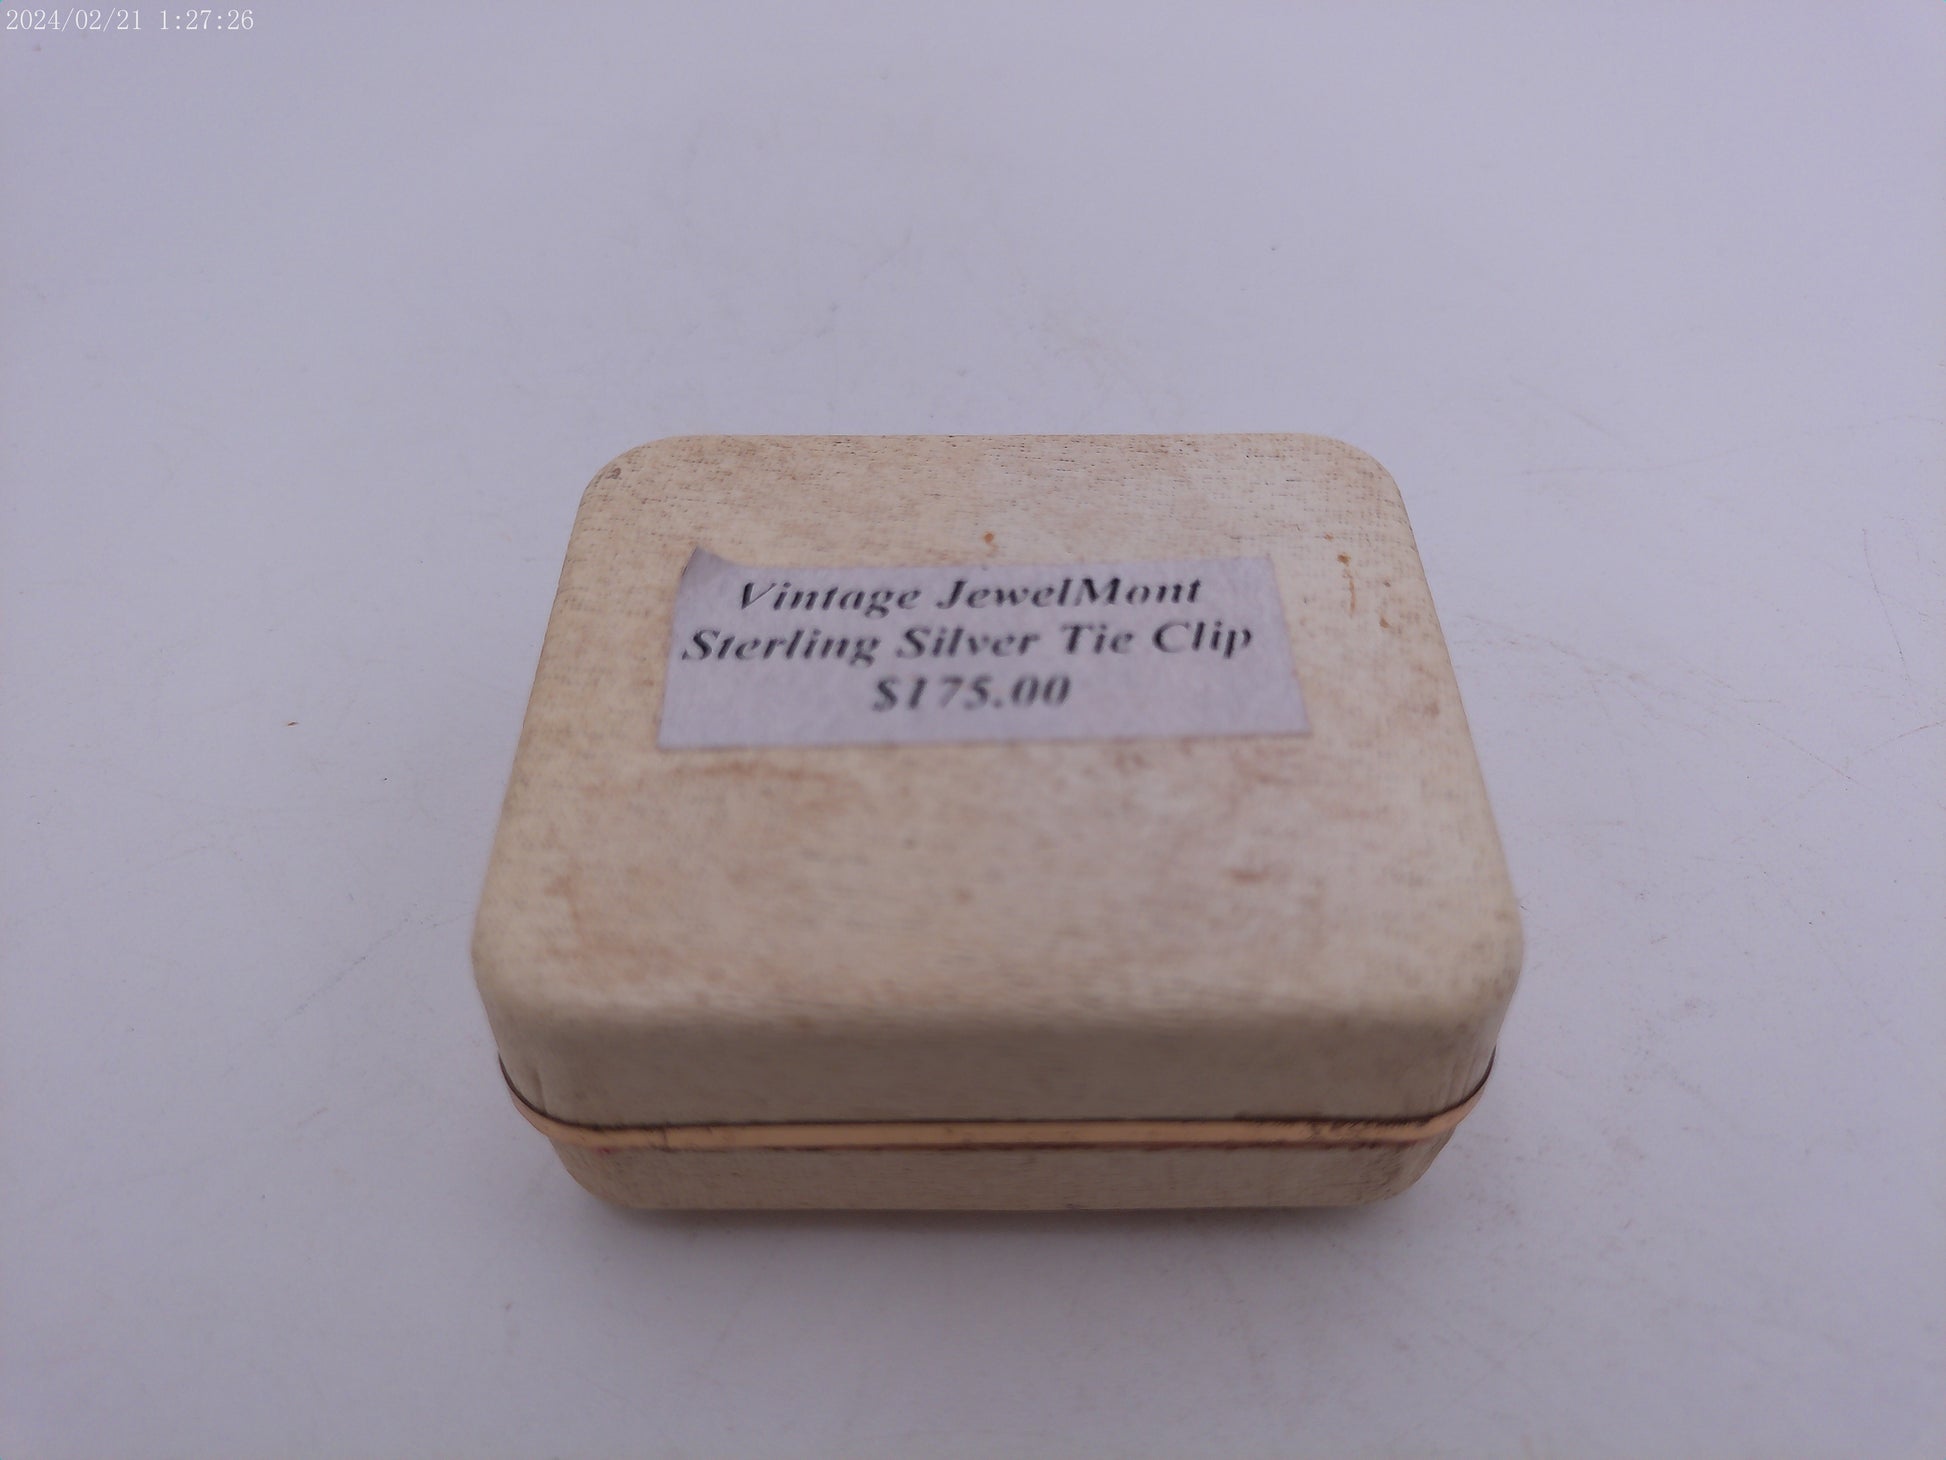 2024/02/21 1:27:26
Vintage JewelMont
Sterling Silver Tie Clip
$175.00